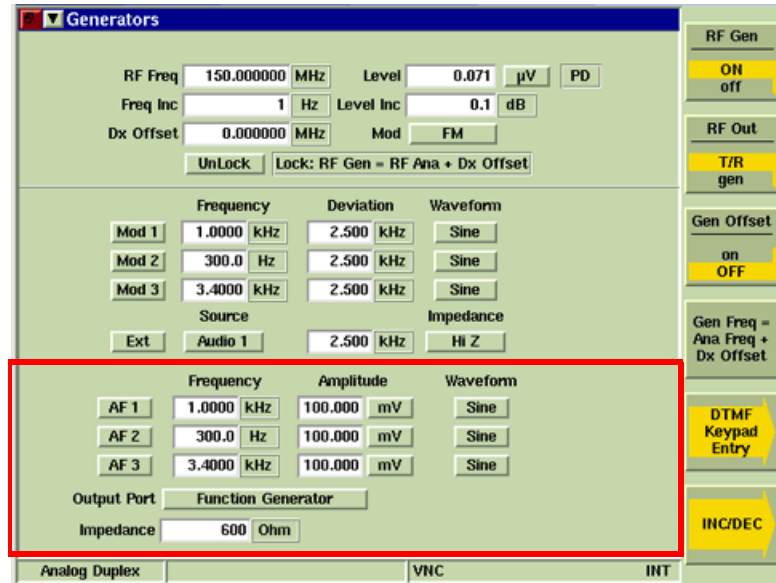 Generators
RF Freq 150.000000 MHz Level 0.071 µV PD
Freq Inc 1 Hz Level Inc 0.1 dB
Dx Offset 0.000000 MHz Mod FM
UnLock Lock: RF Gen = RF Ana + Dx Offset
Frequency Deviation Waveform
Mod 1 1.0000 kHz 2.500 kHz Sine
Mod 2 300.0 Hz 2.500 kHz Sine
Mod 3 3.4000 kHz 2.500 kHz Sine
Source Impedance
Ext Audio 1 2.500 kHz Hi Z
Frequency Amplitude Waveform
AF 1 1.0000 kHz 100.000 mV Sine
AF 2 300.0 Hz 100.000 mV Sine
AF 3 3.4000 kHz 100.000 mV Sine
Output Port Function Generator
Impedance 600 Ohm
Analog Duplex VNC INT
RF Gen
ON
off
RF Out
T/R
gen
Gen Offset
on
OFF
Gen Freq =
Ana Freq +
Dx Offset
DTMF
Keypad
Entry
INC/DEC